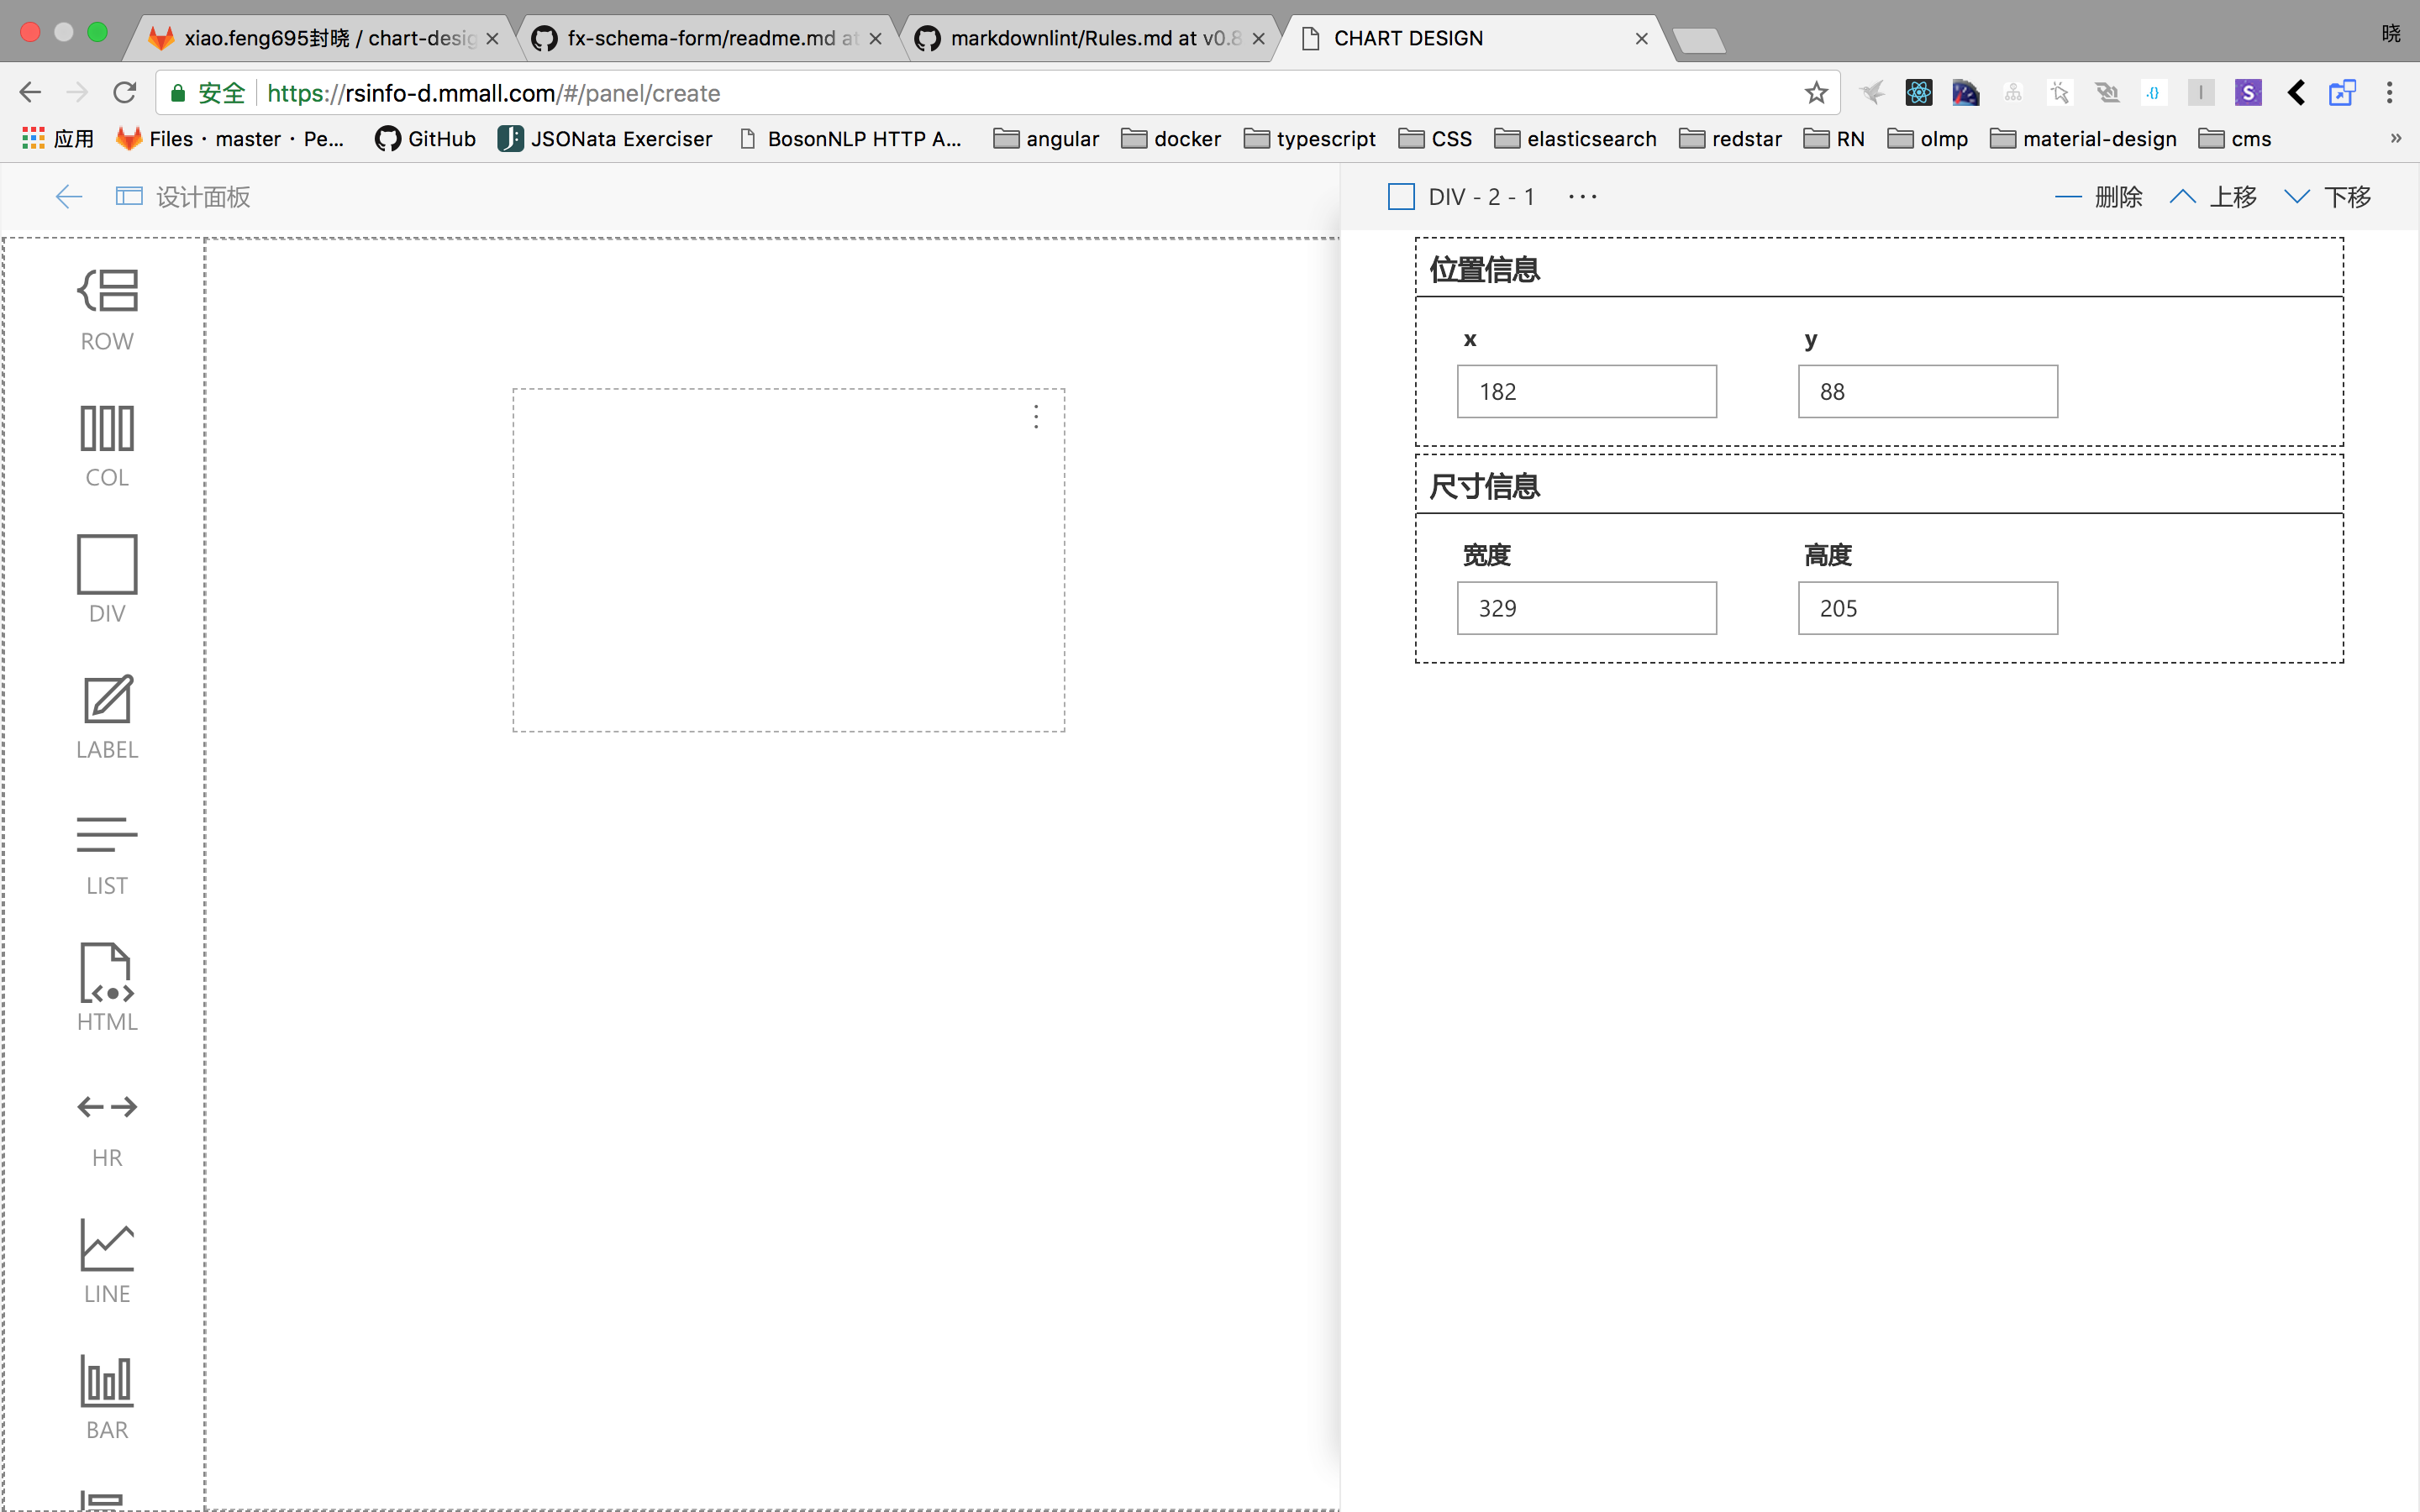 xiao.feng695封晓 / chart-desig
fx-schema-form/readme.md at
markdownlint/Rules.md at v0.8
CHART DESIGN
晓
安全
https://rsinfo-d.mmall.com/#/panel/create
应用
Files · master · Pe...
GitHub
JSONata Exerciser
BosonNLP HTTP A...
angular
docker
typescript
CSS
elasticsearch
redstar
RN
olmp
material-design
cms
»
设计面板
DIV - 2 - 1
···
删除
上移
下移
ROW
COL
DIV
LABEL
LIST
HTML
HR
LINE
BAR
位置信息
x
y
182
88
尺寸信息
宽度
高度
329
205